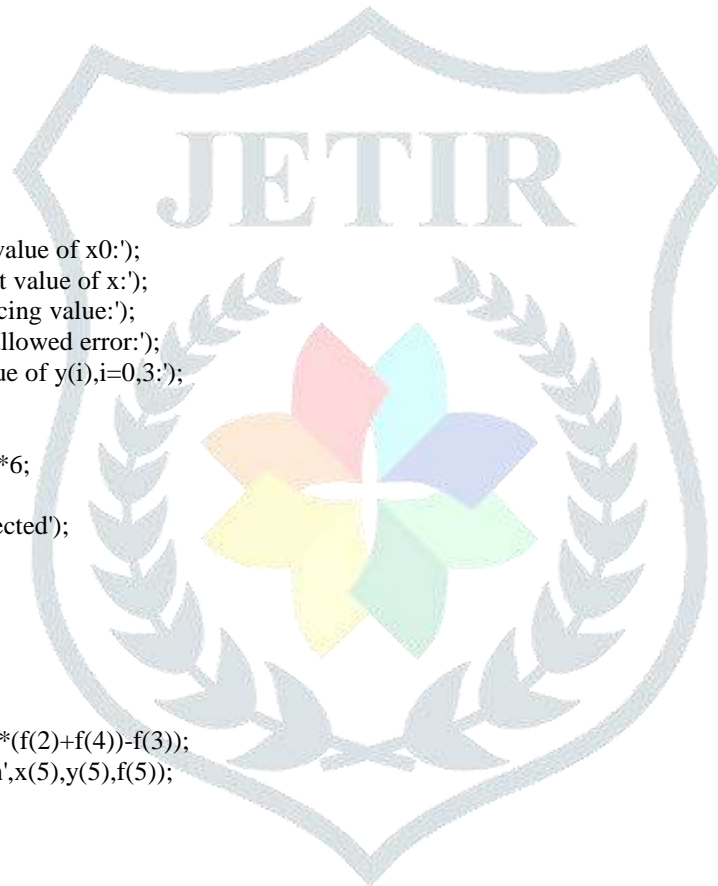 JETIR
value of x0:');
t value of x:');
cing value:');
llowed error:');
ue of y(i),i=0,3:');
*6;
ected');
*(f(2)+f(4))-f(3));
n',x(5),y(5),f(5));